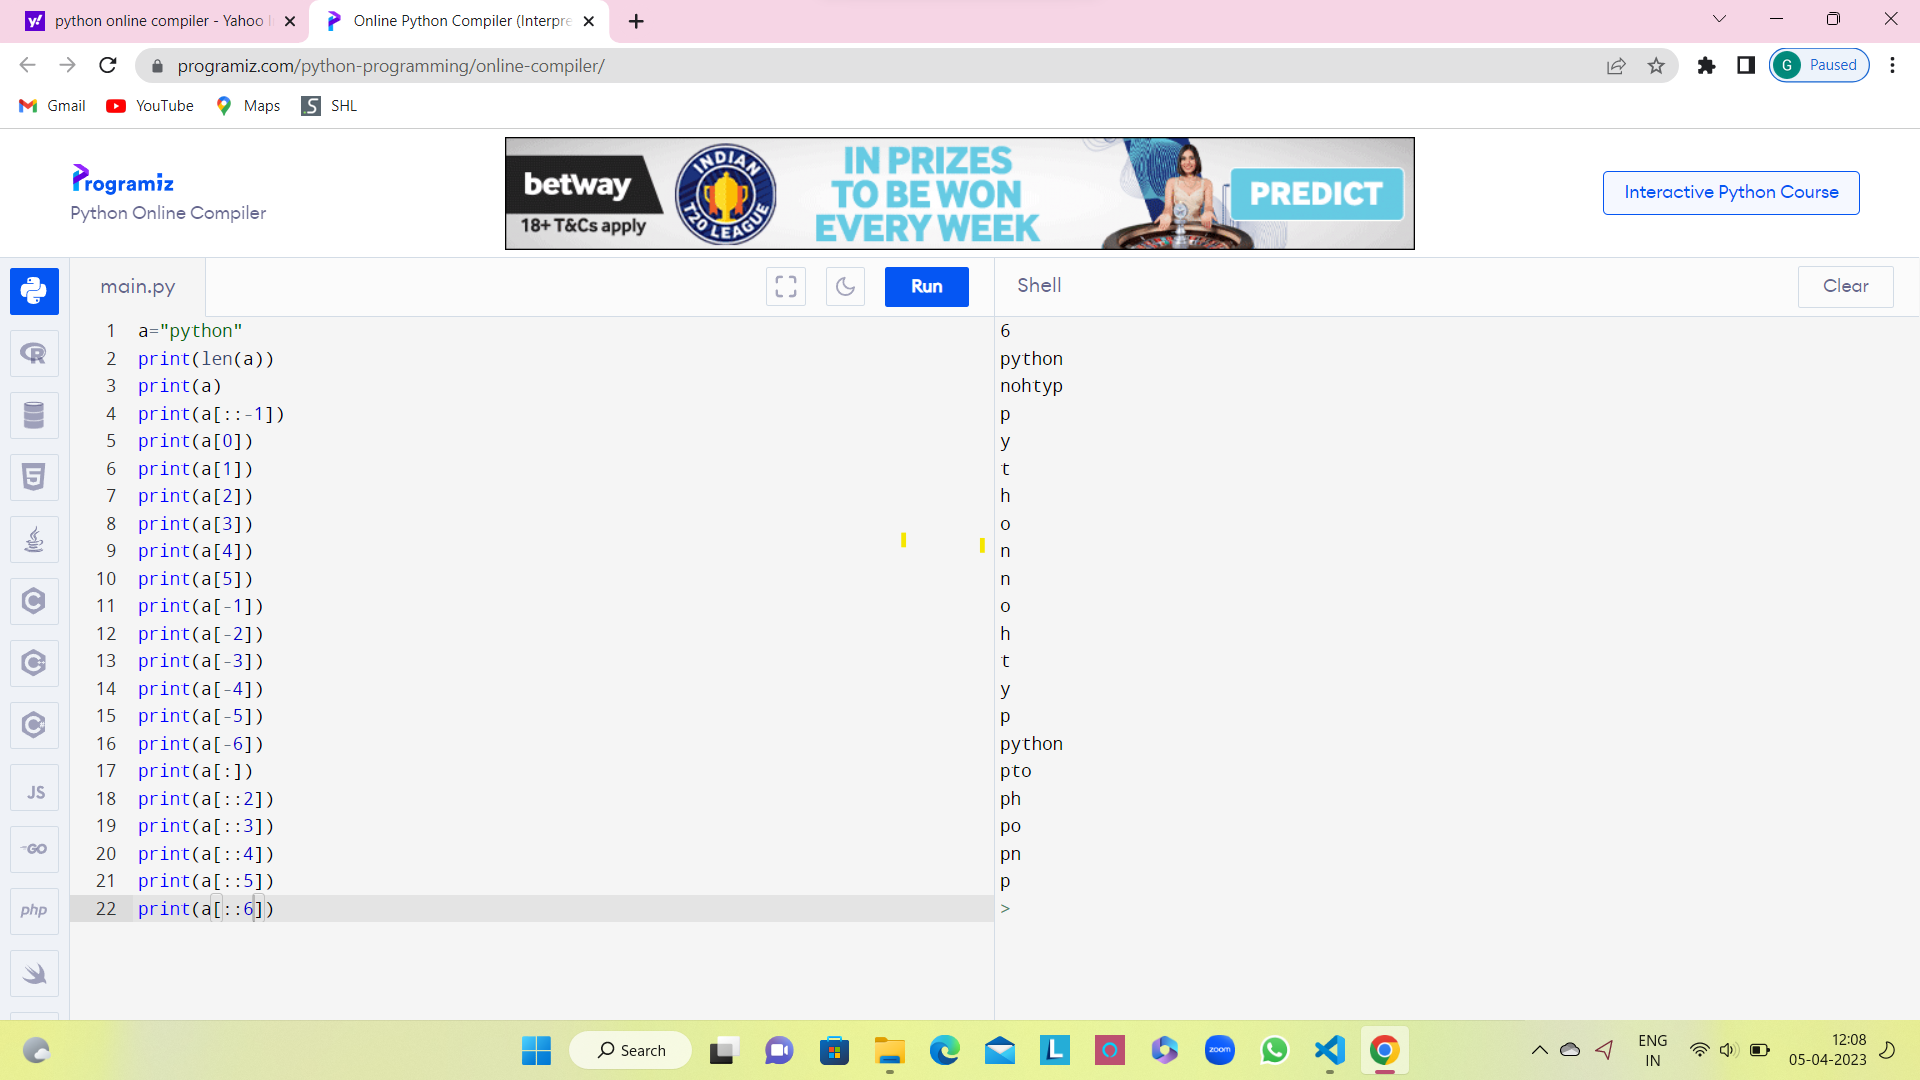 python online compiler - Yahoo I
Online Python Compiler (Interpre
programiz.com/python-programming/online-compiler/
G Paused
Gmail YouTube Maps SHL
Programiz
Python Online Compiler
betway
18+ T&Cs apply
INDIAN
T20 LEAGUE
IN PRIZES
TO BE WON
EVERY WEEK
PREDICT
Interactive Python Course
main.py
Run
Shell
Clear
1 a="python"
2 print(len(a))
3 print(a)
4 print(a[::-1])
5 print(a[0])
6 print(a[1])
7 print(a[2])
8 print(a[3])
9 print(a[4])
10 print(a[5])
11 print(a[-1])
12 print(a[-2])
13 print(a[-3])
14 print(a[-4])
15 print(a[-5])
16 print(a[-6])
17 print(a[:])
18 print(a[::2])
19 print(a[::3])
20 print(a[::4])
21 print(a[::5])
22 print(a[::6])
6
python
nohtyp
p
y
t
h
o
n
n
o
h
t
y
p
python
pto
ph
po
pn
p
>
JS
GO
php
Search
zoom
ENG
IN
12:08
05-04-2023